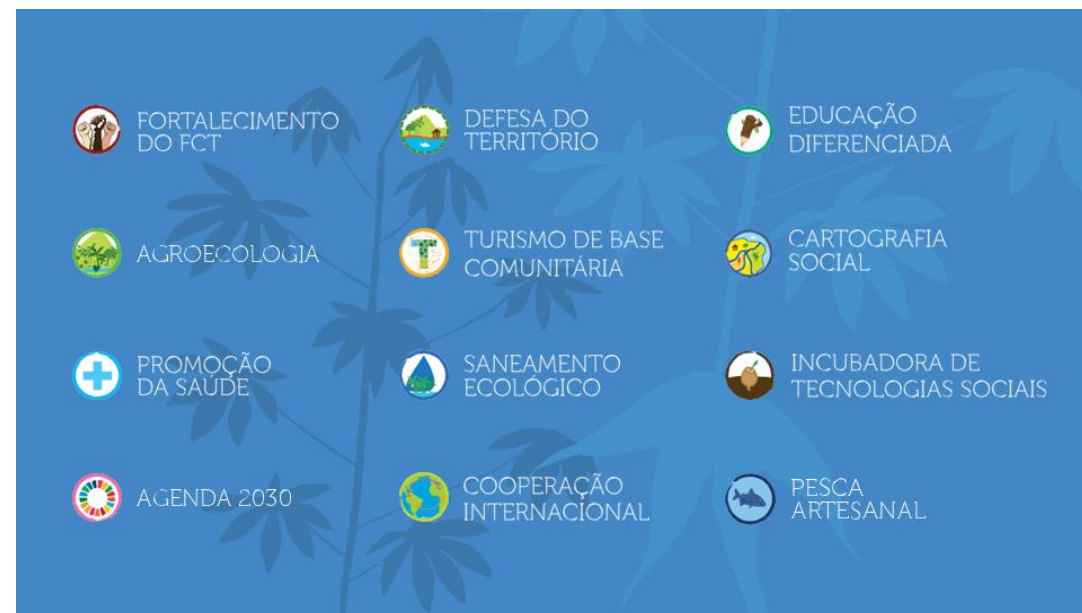 FORTALECIMENTO
DO FCT
DEFESA DO
TERRITÓRIO
EDUCAÇÃO
DIFERENCIADA
AGROECOLOGIA
TURISMO DE BASE
COMUNITÁRIA
CARTOGRAFIA
SOCIAL
PROMOÇÃO
DA SAÚDE
SANEAMENTO
ECOLÓGICO
INCUBADORA DE
TECNOLOGIAS SOCIAIS
AGENDA 2030
COOPERAÇÃO
INTERNACIONAL
PESCA
ARTESANAL